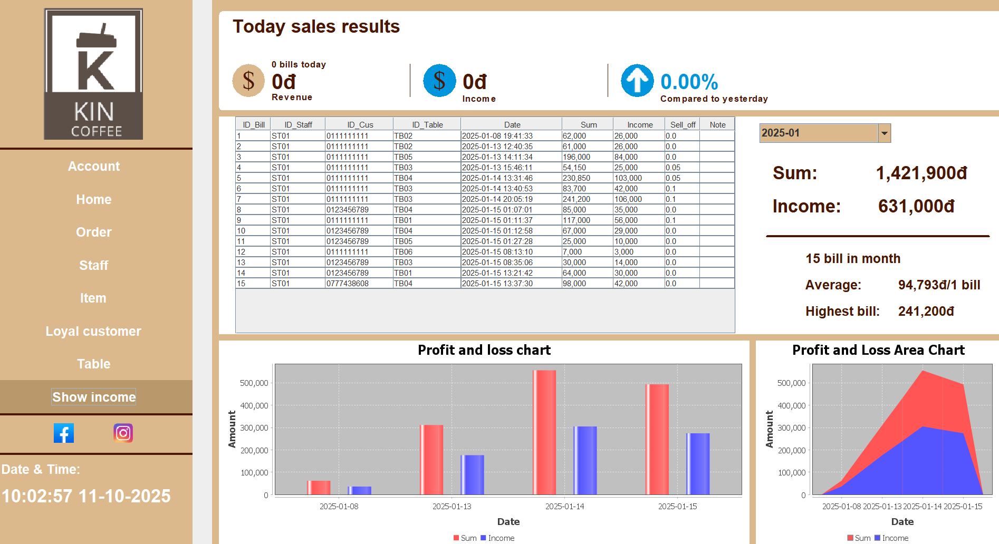 K
KIN
COFFEE
Account
Home
Order
Staff
Item
Loyal customer
Table
Show income
Date & Time:
10:02:57 11-10-2025
Today sales results
$ 0 bills today
0đ
Revenue
$ 0đ
Income
0.00%
Compared to yesterday
ID_Bill ID_Staff ID_Cus ID_Table Date Sum Income Sell_off Note
1 ST01 0111111111 TB02 2025-01-08 19:41:33 62,000 26,000 0.0
2 ST01 0111111111 TB02 2025-01-13 12:40:35 61,000 26,000 0.0
3 ST01 0111111111 TB05 2025-01-13 14:11:34 196,000 84,000 0.0
4 ST01 0111111111 TB03 2025-01-13 15:46:11 54,150 25,000 0.05
5 ST01 0111111111 TB04 2025-01-14 13:31:46 230,850 103,000 0.05
6 ST01 0111111111 TB03 2025-01-14 13:40:53 83,700 42,000 0.1
7 ST01 0111111111 TB03 2025-01-14 20:05:19 241,200 106,000 0.1
8 ST01 0123456789 TB04 2025-01-15 01:07:01 85,000 35,000 0.0
9 ST01 0111111111 TB01 2025-01-15 01:11:37 117,000 56,000 0.1
10 ST01 0123456789 TB04 2025-01-15 01:12:58 67,000 29,000 0.0
11 ST01 0123456789 TB05 2025-01-15 01:27:28 25,000 10,000 0.0
12 ST01 0111111111 TB06 2025-01-15 08:13:10 7,000 3,000 0.0
13 ST01 0123456789 TB03 2025-01-15 08:35:06 30,000 14,000 0.0
14 ST01 0123456789 TB01 2025-01-15 13:21:42 64,000 30,000 0.0
15 ST01 0777438608 TB04 2025-01-15 13:37:30 98,000 42,000 0.0
2025-01
Sum: 1,421,900đ
Income: 631,000đ
15 bill in month
Average: 94,793đ/1 bill
Highest bill: 241,200đ
Profit and loss chart
Amount
500,000
400,000
300,000
200,000
100,000
0
2025-01-08 2025-01-13 2025-01-14 2025-01-15
Date
Sum Income
Profit and Loss Area Chart
Amount
500,000
400,000
300,000
200,000
100,000
0
2025-01-08 2025-01-13 2025-01-14 2025-01-15
Date
Sum Income